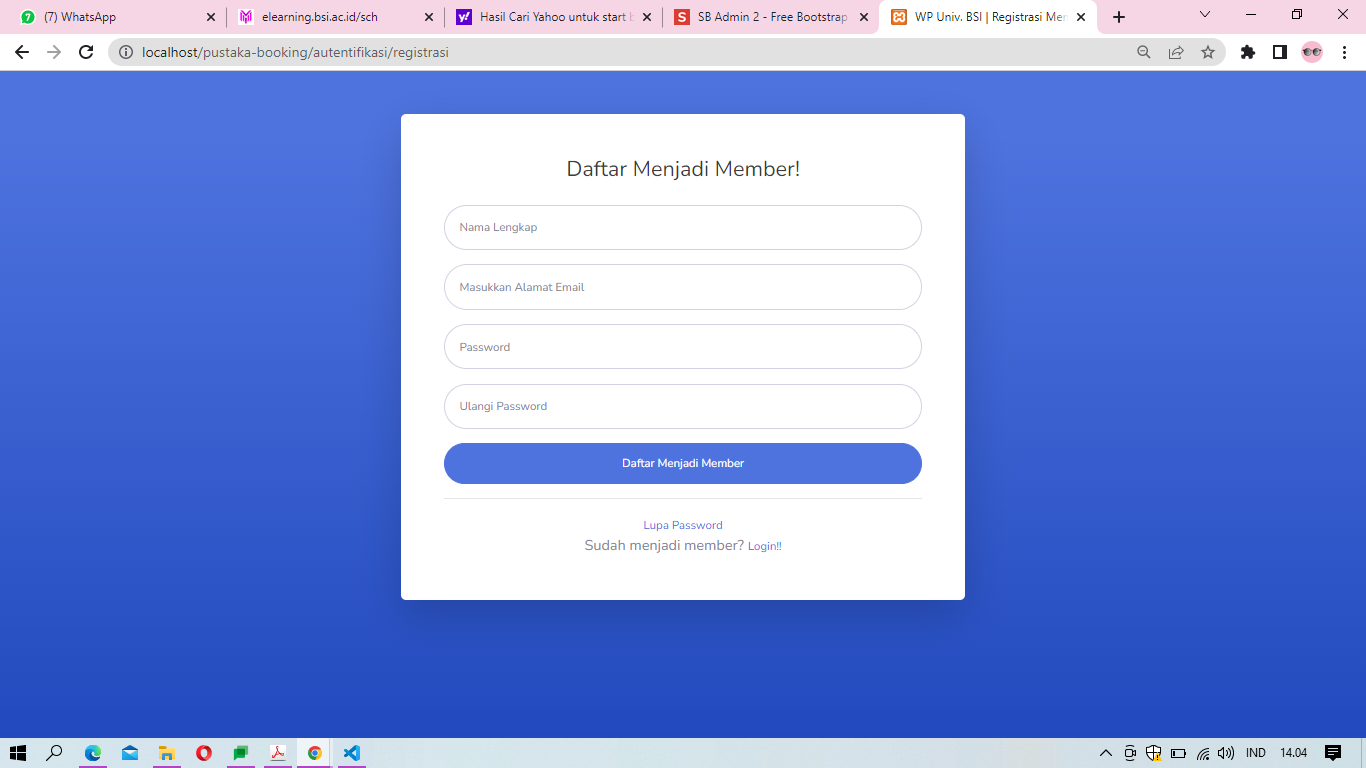 (7) WhatsApp
elearning.bsi.ac.id/sch
Hasil Cari Yahoo untuk start b
SB Admin 2 - Free Bootstrap
WP Univ. BSI | Registrasi Mem
localhost/pustaka-booking/autentifikasi/registrasi
Daftar Menjadi Member!
Nama Lengkap
Masukkan Alamat Email
Password
Ulangi Password
Daftar Menjadi Member
Lupa Password
Sudah menjadi member? Login!!
IND 14.04